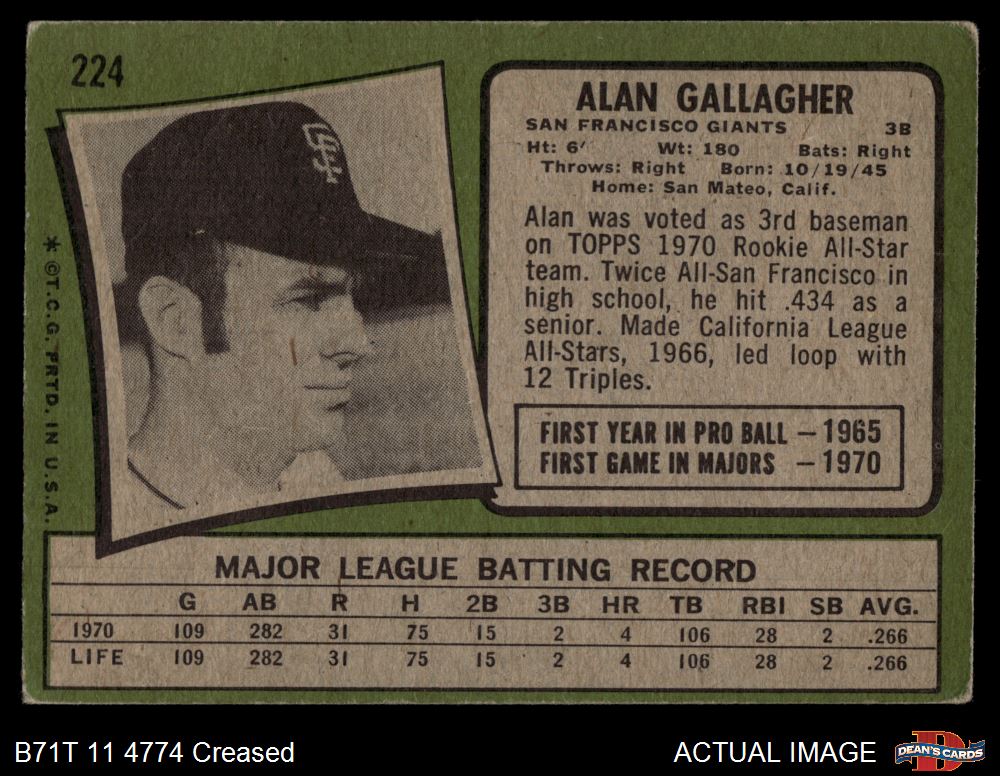 224
ALAN GALLAGHER
SAN FRANCISCO GIANTS 3B
Ht: 6' Wt: 180 Bats: Right
Throws: Right Born: 10/19/45
Home: San Mateo, Calif.
Alan was voted as 3rd baseman
on TOPPS 1970 Rookie All-Star
team. Twice All-San Francisco in
high school, he hit .434 as a
senior. Made California League
All-Stars, 1966, led loop with
12 Triples.
FIRST YEAR IN PRO BALL – 1965
FIRST GAME IN MAJORS – 1970
SF
* © T.C.G. PRTD. IN U.S.A.
MAJOR LEAGUE BATTING RECORD
G AB R H 2B 3B HR TB RBI SB AVG.
1970 109 282 31 75 15 2 4 106 28 2 .266
LIFE 109 282 31 75 15 2 4 106 28 2 .266
B71T 11 4774 Creased
ACTUAL IMAGE
D
DEAN'S CARDS